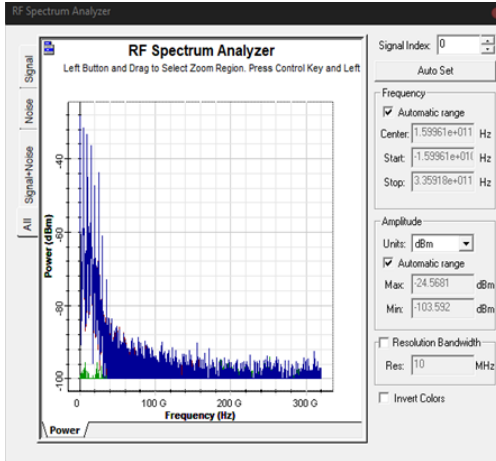 RF Spectrum Analyzer
RF Spectrum Analyzer
Left Button and Drag to Select Zoom Region. Press Control Key and Left
Signal
Noise
Signal+Noise
All
Power (dBm)
-40
-60
-80
-100
0
100 G
200 G
300 G
Frequency (Hz)
Power
Signal Index: 0
Auto Set
Frequency
Automatic range
Center: 1.59961e+011 Hz
Start: -1.59961e+01( Hz
Stop: 3.35918e+011 Hz
Amplitude
Units: dBm
Automatic range
Max: -24.5681 dBm
Min: -103.592 dBm
Resolution Bandwidth
Res: 10 MHz
Invert Colors